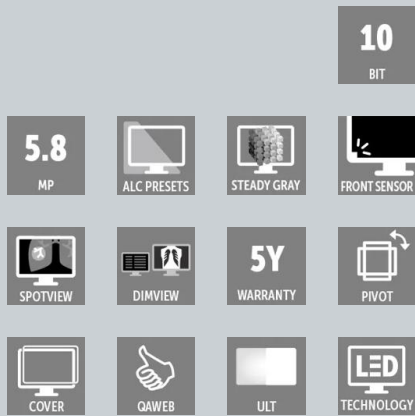 10
BIT
5.8
MP
ALC PRESETS
STEADY GRAY
FRONT SENSOR
SPOTVIEW
DIMVIEW
5Y
WARRANTY
PIVOT
COVER
QAWEB
ULT
LED
TECHNOLOGY